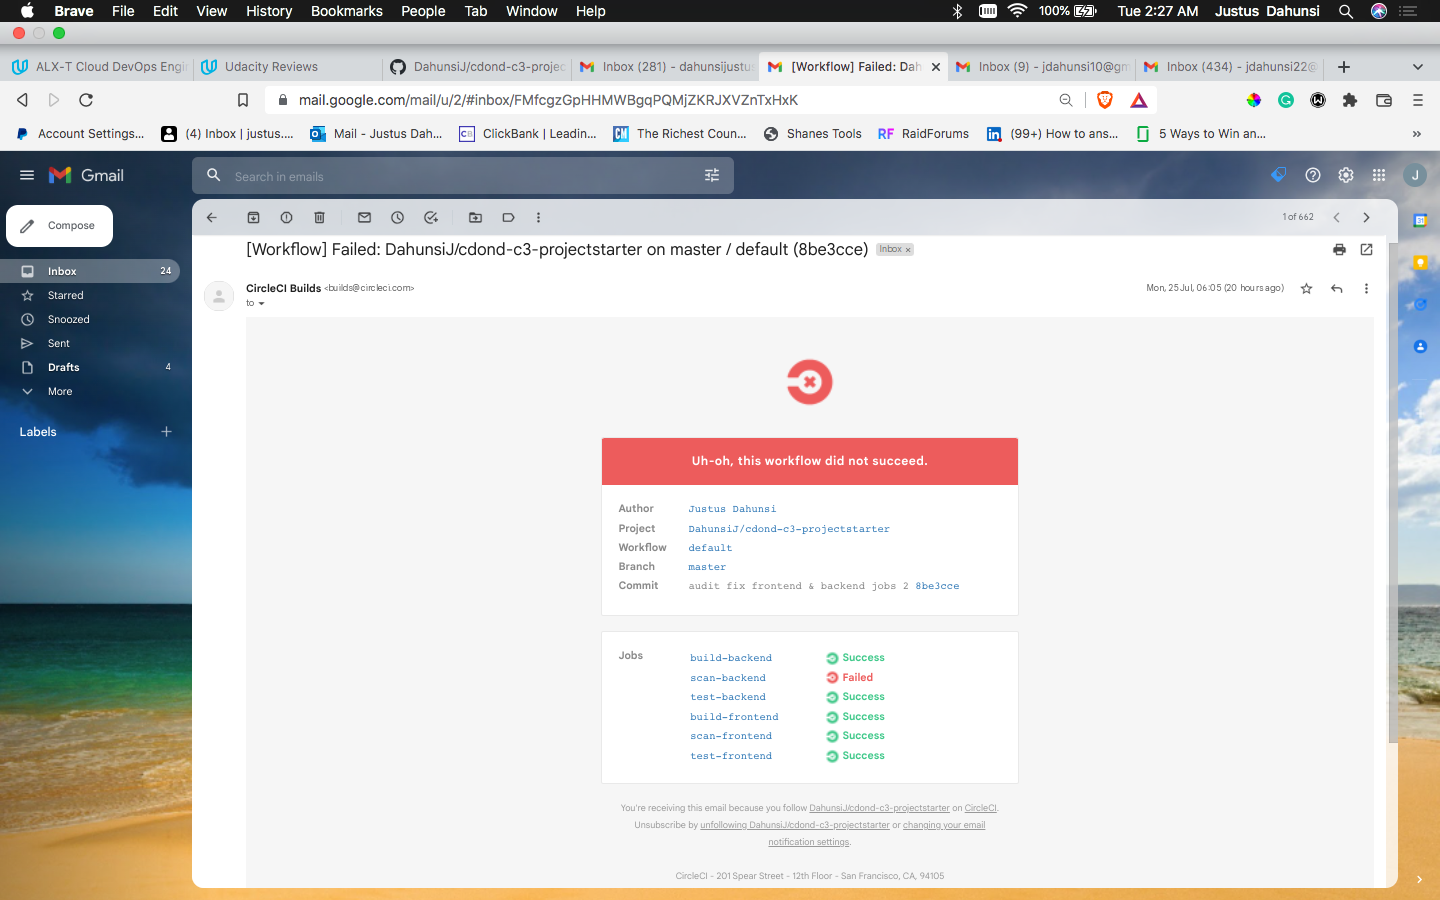 Brave File Edit View History Bookmarks People Tab Window Help 100% Tue 2:27 AM Justus Dahunsi
ALX-T Cloud DevOps Engi Udacity Reviews DahunsiJ/cdond-c3-projec Inbox (281) - dahunsijustu [Workflow] Failed: Dah Inbox (9) - jdahunsi10@gm Inbox (434) - jdahunsi22@
mail.google.com/mail/u/2/#inbox/FMfcgzGpHHMWBgqPQMjZKRJXVZnTxHxK
Account Settings... (4) Inbox | justus.... Mail - Justus Dah... ClickBank | Leadin... The Richest Coun... Shanes Tools RF RaidForums (99+) How to ans... 5 Ways to Win an... »
Gmail Search in emails J
Compose
1 of 662
[Workflow] Failed: DahunsiJ/cdond-c3-projectstarter on master / default (8be3cce) Inbox ×
Inbox 24
Starred
Snoozed
Sent
Drafts 4
More
Labels +
CircleCI Builds <builds@circleci.com> Mon, 25 Jul, 06:05 (20 hours ago)
to
Uh-oh, this workflow did not succeed.
Author Justus Dahunsi
Project DahunsiJ/cdond-c3-projectstarter
Workflow default
Branch master
Commit audit fix frontend & backend jobs 2 8be3cce
Jobs build-backend Success
scan-backend Failed
test-backend Success
build-frontend Success
scan-frontend Success
test-frontend Success
You're receiving this email because you follow DahunsiJ/cdond-c3-projectstarter on CircleCI.
Unsubscribe by unfollowing DahunsiJ/cdond-c3-projectstarter or changing your email
notification settings.
CircleCI - 201 Spear Street - 12th Floor - San Francisco, CA, 94105